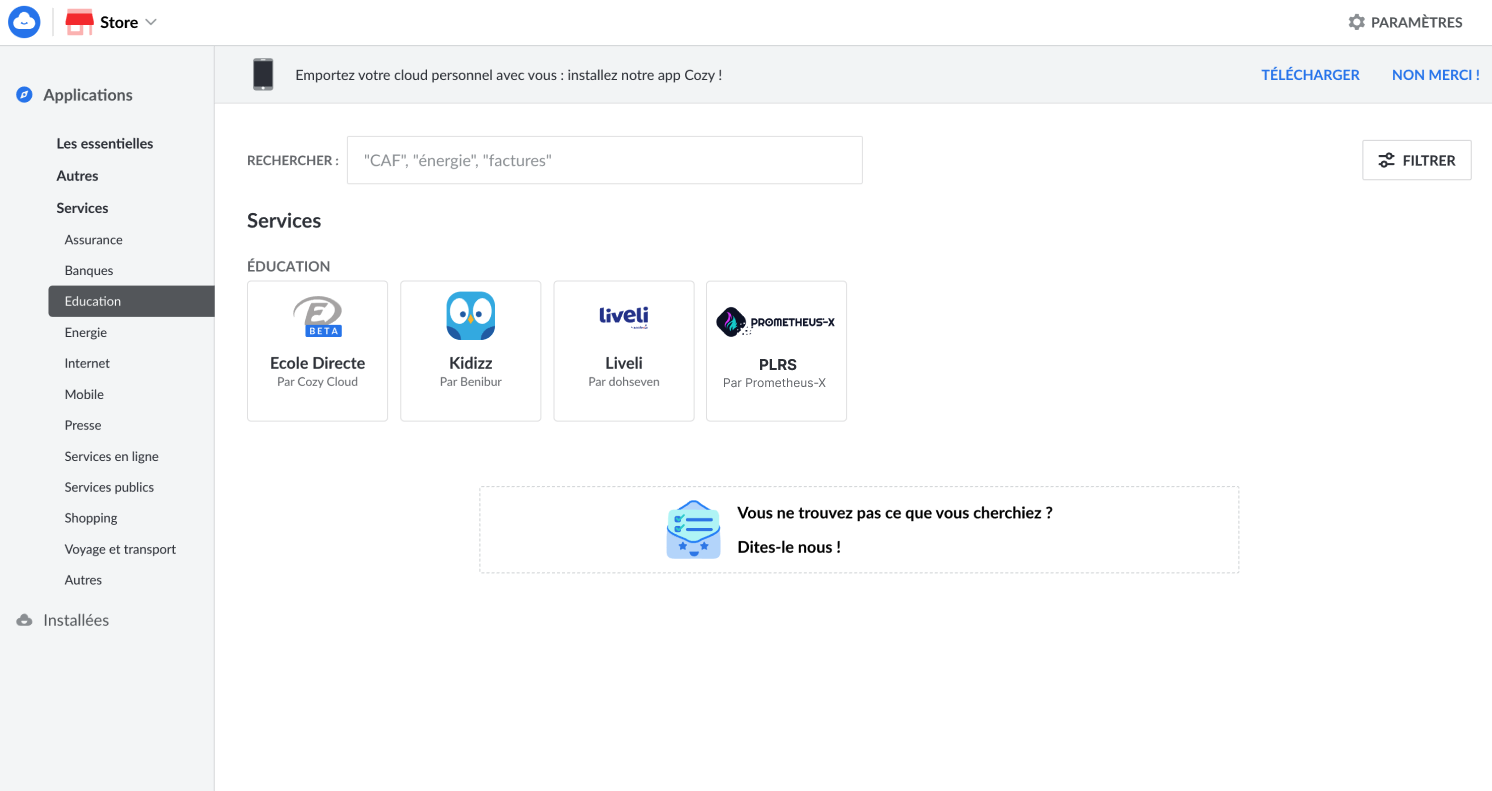 Store
PARAMÈTRES
Emportez votre cloud personnel avec vous : installez notre app Cozy !
TÉLÉCHARGER
NON MERCI !
Applications
Les essentielles
Autres
Services
Assurance
Banques
Education
Energie
Internet
Mobile
Presse
Services en ligne
Services publics
Shopping
Voyage et transport
Autres
Installées
RECHERCHER :
"CAF", "énergie", "factures"
FILTRER
Services
ÉDUCATION
BETA
Ecole Directe
Par Cozy Cloud
Kidizz
Par Benibur
liveli
Liveli
Par dohseven
PROMETHEUS-X
PLRS
Par Prometheus-X
Vous ne trouvez pas ce que vous cherchiez ?
Dites-le nous !